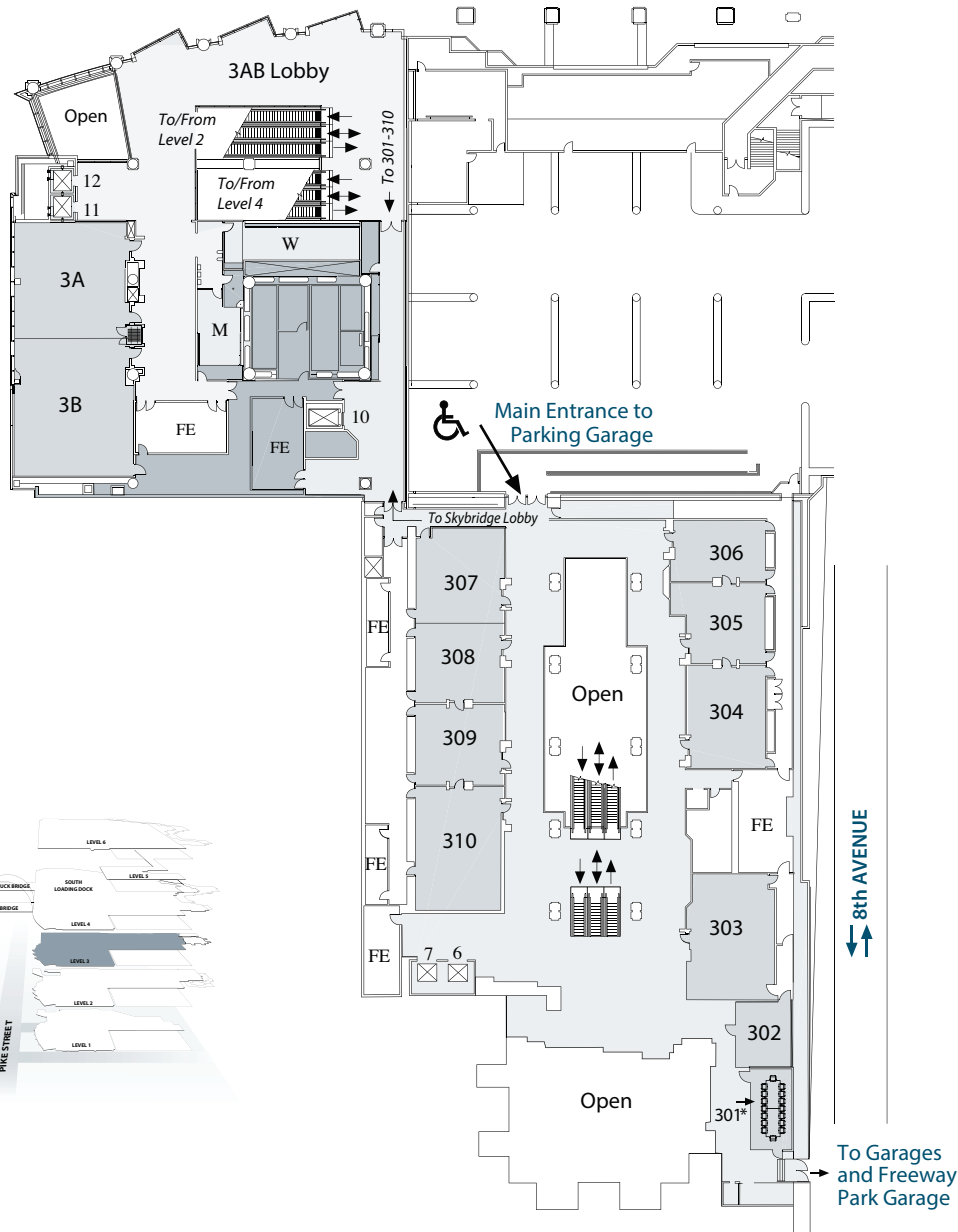 3AB Lobby
Open
To/From
Level 2
To 301-310
To/From
Level 4
12
11
W
3A
M
3B
FE
FE
10
Main Entrance to
Parking Garage
To Skybridge Lobby
307
306
FE
305
308
Open
304
309
310
FE
FE
8th AVENUE
303
FE
7
6
302
Open
301*
To Garages
and Freeway
Park Garage
LEVEL 6
LEVEL 5
UCK BRIDGE
SOUTH
LOADING DOCK
BRIDGE
LEVEL 4
LEVEL 3
LEVEL 2
LEVEL 1
PIKE STREET